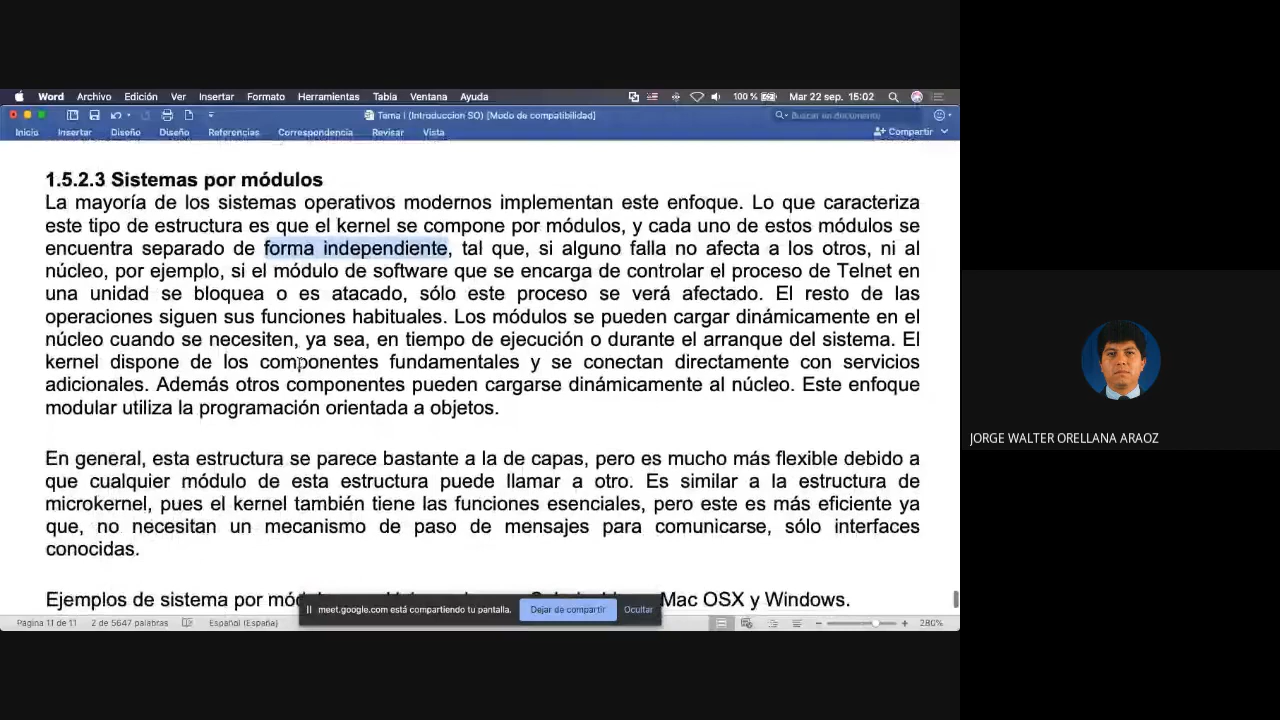 Word Archivo Edición Ver Insertar Formato Herramientas Tabla Ventana Ayuda 100 % Mar 22 sep. 15:02
Tema I (Introduccion SO) [Modo de compatibilidad] Buscar en documento
Inicio Insertar Diseño Diseño Referencias Correspondencia Revisar Vista Compartir
1.5.2.3 Sistemas por módulos
La mayoría de los sistemas operativos modernos implementan este enfoque. Lo que caracteriza
este tipo de estructura es que el kernel se compone por módulos, y cada uno de estos módulos se
encuentra separado de forma independiente, tal que, si alguno falla no afecta a los otros, ni al
núcleo, por ejemplo, si el módulo de software que se encarga de controlar el proceso de Telnet en
una unidad se bloquea o es atacado, sólo este proceso se verá afectado. El resto de las
operaciones siguen sus funciones habituales. Los módulos se pueden cargar dinámicamente en el
núcleo cuando se necesiten, ya sea, en tiempo de ejecución o durante el arranque del sistema. El
kernel dispone de los componentes fundamentales y se conectan directamente con servicios
adicionales. Además otros componentes pueden cargarse dinámicamente al núcleo. Este enfoque
modular utiliza la programación orientada a objetos.
En general, esta estructura se parece bastante a la de capas, pero es mucho más flexible debido a
que cualquier módulo de esta estructura puede llamar a otro. Es similar a la estructura de
microkernel, pues el kernel también tiene las funciones esenciales, pero este es más eficiente ya
que, no necesitan un mecanismo de paso de mensajes para comunicarse, sólo interfaces
conocidas.
Ejemplos de sistema por Mac OSX y Windows.
meet.google.com está compartiendo tu pantalla. Dejar de compartir Ocultar
Página 11 de 11 2 de 5647 palabras Español (España) 280%
JORGE WALTER ORELLANA ARAOZ